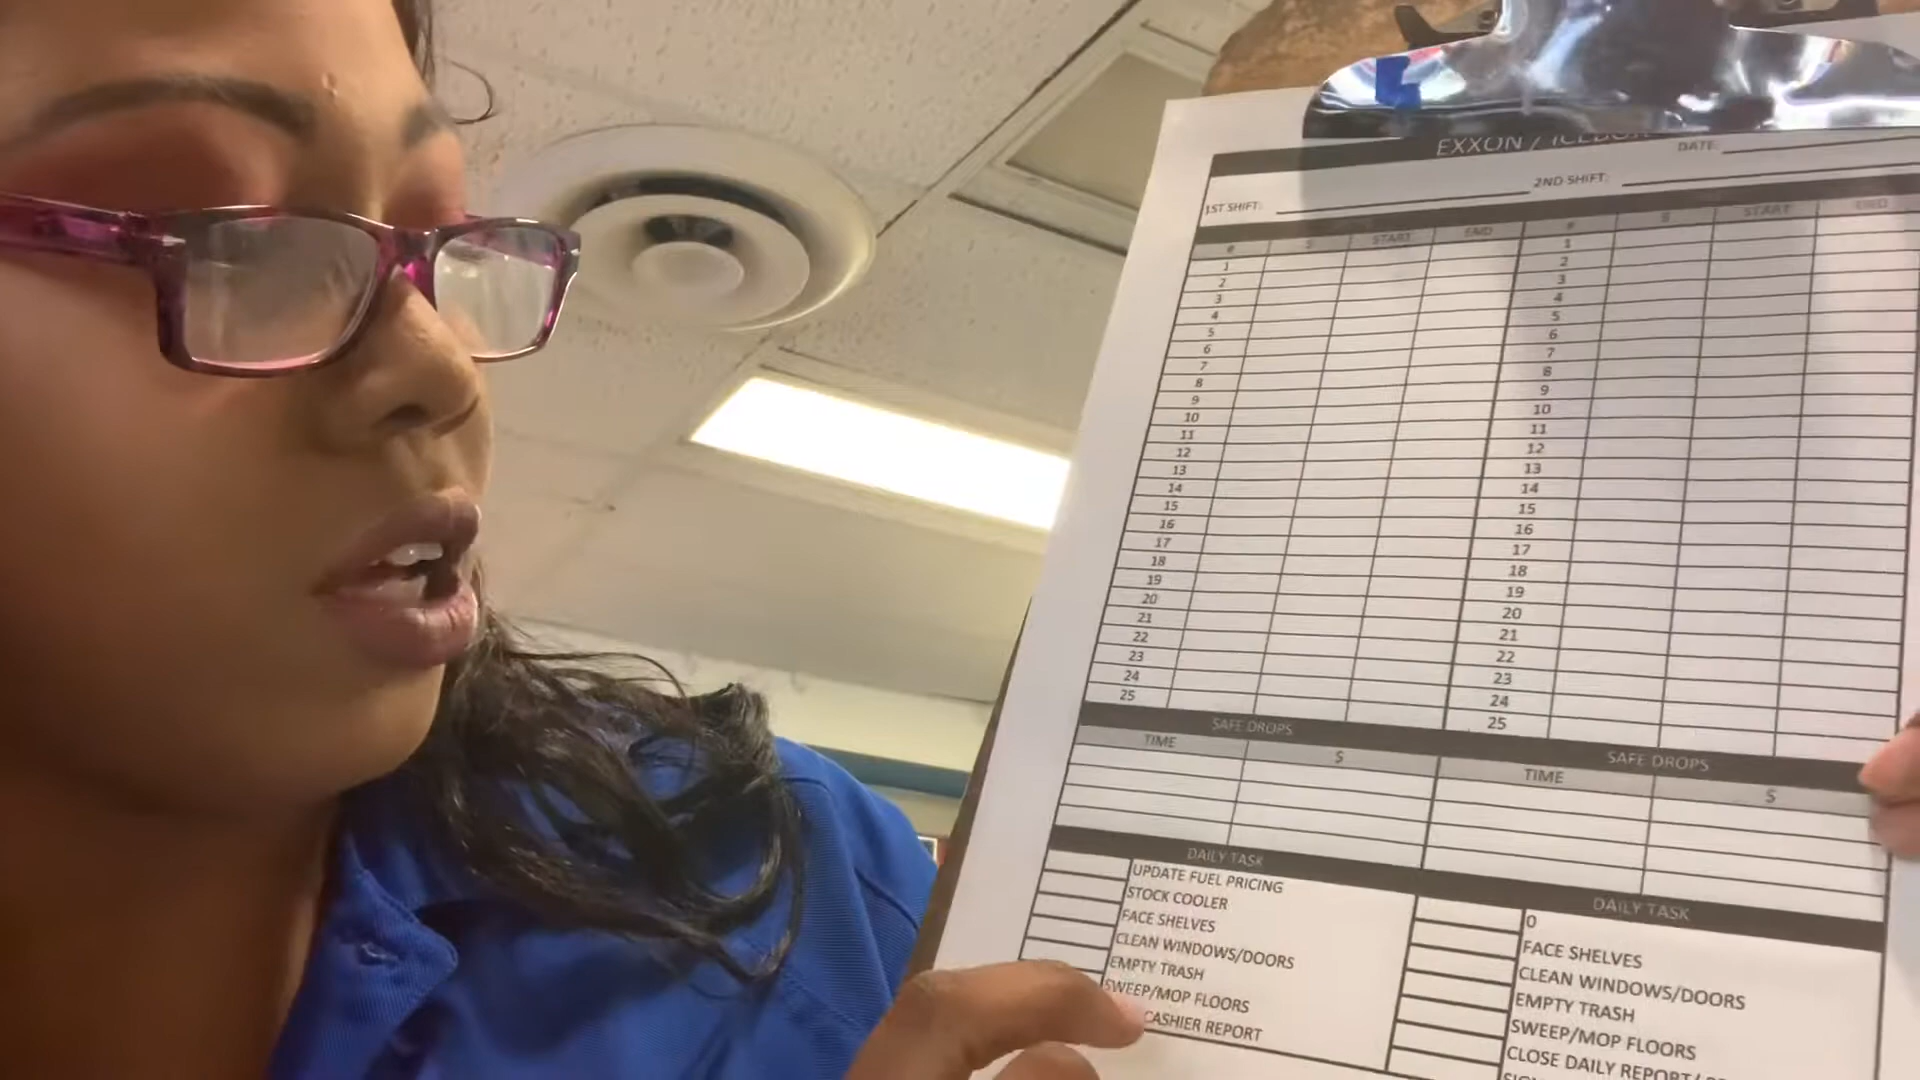 EXXON /
DATE:
1ST SHIFT: 2ND SHIFT:
# $ START END # $ START END
1 1
2 2
3 3
4 4
5 5
6 6
7 7
8 8
9 9
10 10
11 11
12 12
13 13
14 14
15 15
16 16
17 17
18 18
19 19
20 20
21 21
22 22
23 23
24 24
25 25
SAFE DROPS SAFE DROPS
TIME $ TIME $
DAILY TASK
UPDATE FUEL PRICING
STOCK COOLER
FACE SHELVES
CLEAN WINDOWS/DOORS
EMPTY TRASH
SWEEP/MOP FLOORS
CASHIER REPORT
DAILY TASK
0
FACE SHELVES
CLEAN WINDOWS/DOORS
EMPTY TRASH
SWEEP/MOP FLOORS
CLOSE DAILY REPORT/